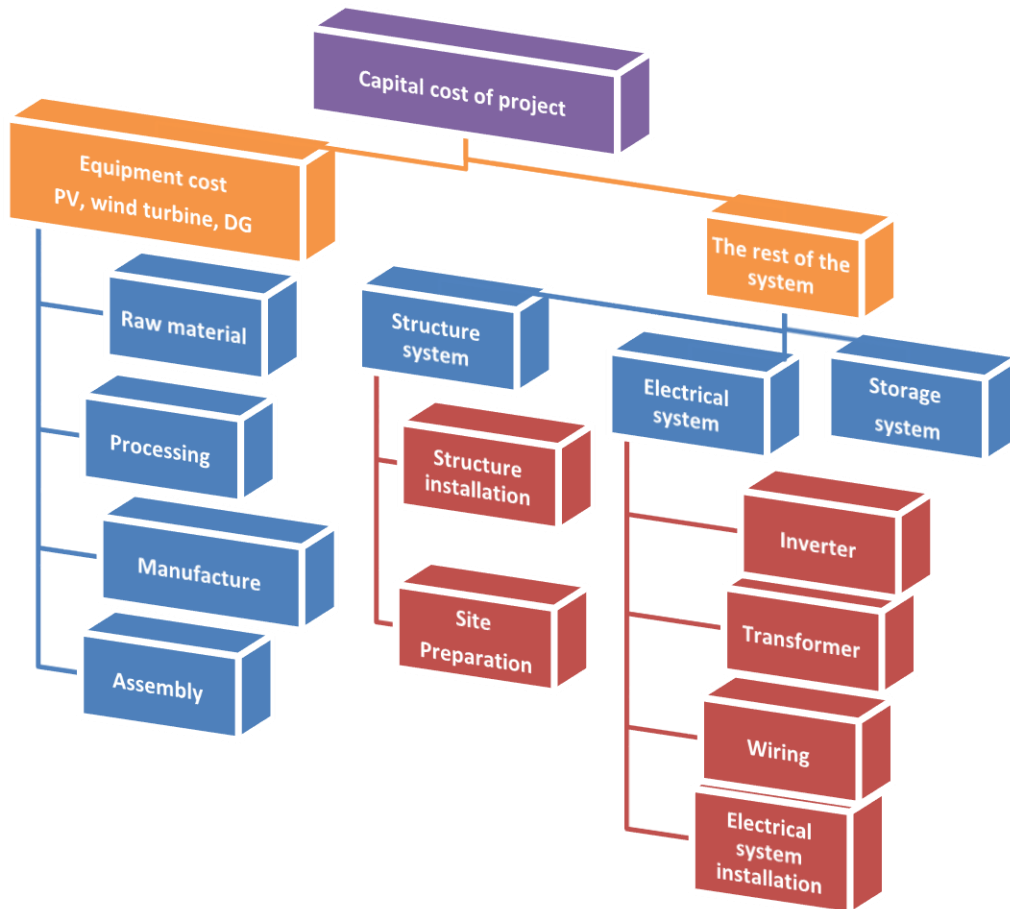 Capital cost of project
Equipment cost
PV, wind turbine, DG
The rest of the
system
Raw material
Processing
Manufacture
Assembly
Structure
system
Structure
installation
Site
Preparation
Electrical
system
Inverter
Transformer
Wiring
Electrical
system
installation
Storage
system